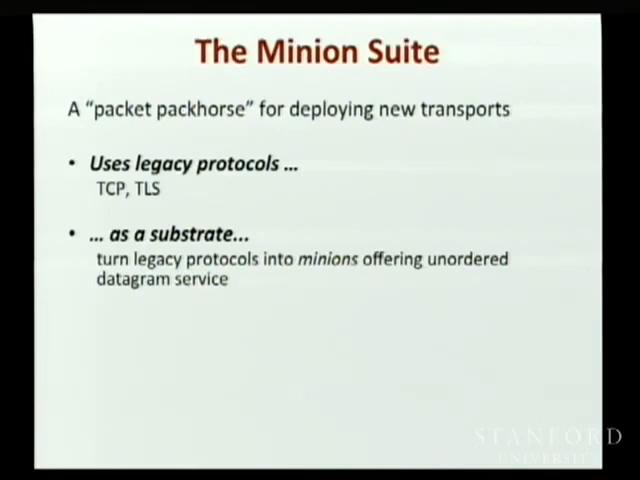 The Minion Suite
A “packet packhorse” for deploying new transports
• Uses legacy protocols ...
TCP, TLS
• ... as a substrate...
turn legacy protocols into minions offering unordered
datagram service
STANFORD
UNIVERSITY